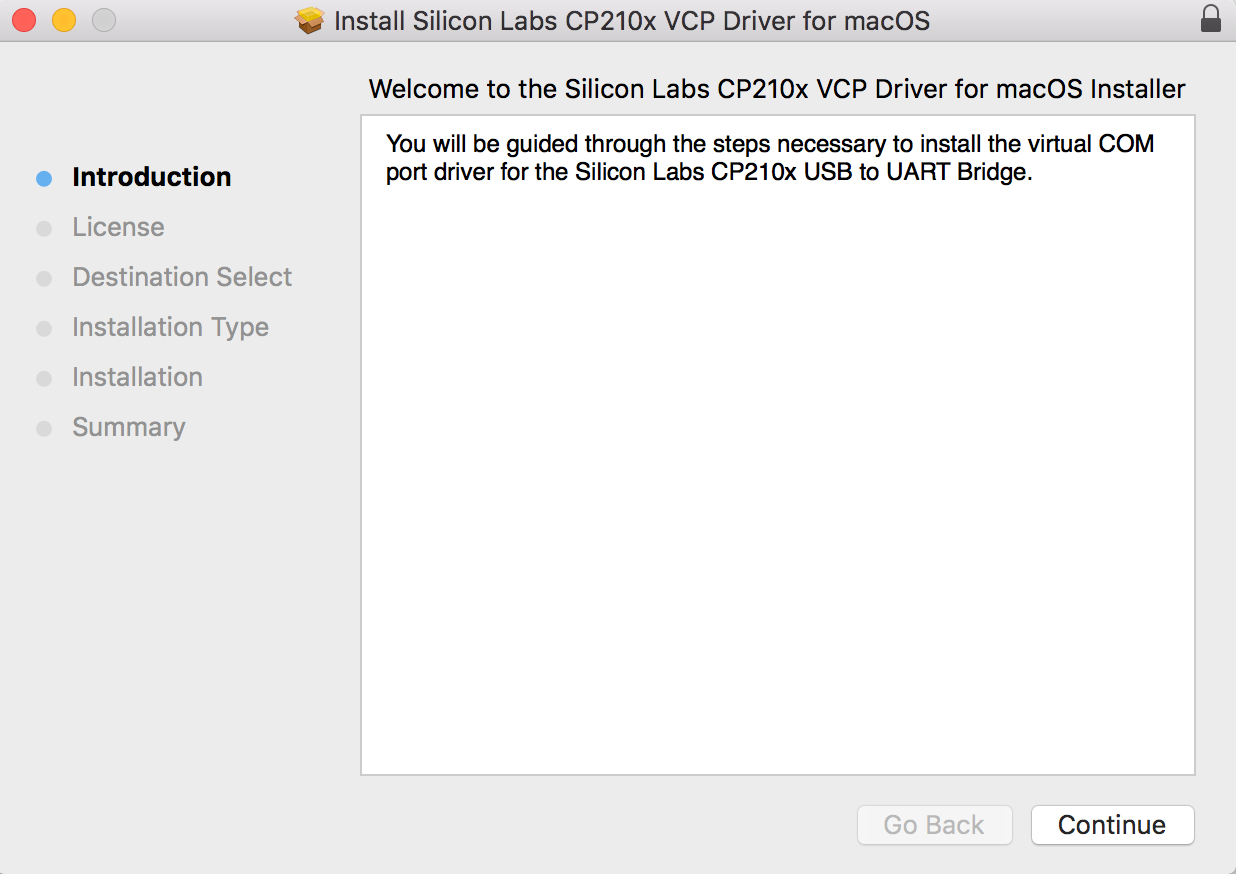 Install Silicon Labs CP210x VCP Driver for macOS
Welcome to the Silicon Labs CP210x VCP Driver for macOS Installer
Introduction
License
Destination Select
Installation Type
Installation
Summary
You will be guided through the steps necessary to install the virtual COM
port driver for the Silicon Labs CP210x USB to UART Bridge.
Go Back
Continue